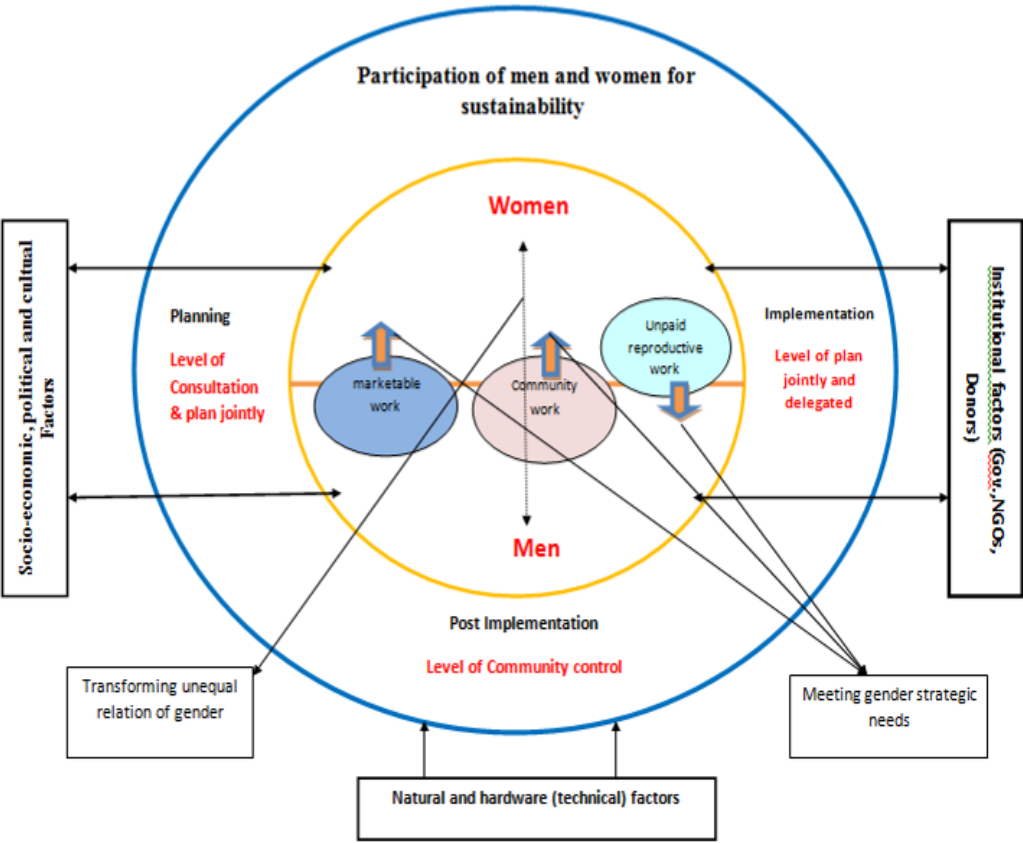 Participation of men and women for
sustainability
Women
Socio-economic, political and cultual
Factors
Planning
Level of
Consultation
& plan jointly
marketable
work
Community
work
Unpaid
reproductive
work
Implementation
Level of plan
jointly and
delegated
Institutional factors (Gov.,NGOs,
Donors)
Men
Post Implementation
Level of Community control
Transforming unequal
relation of gender
Meeting gender strategic
needs
Natural and hardware (technical) factors